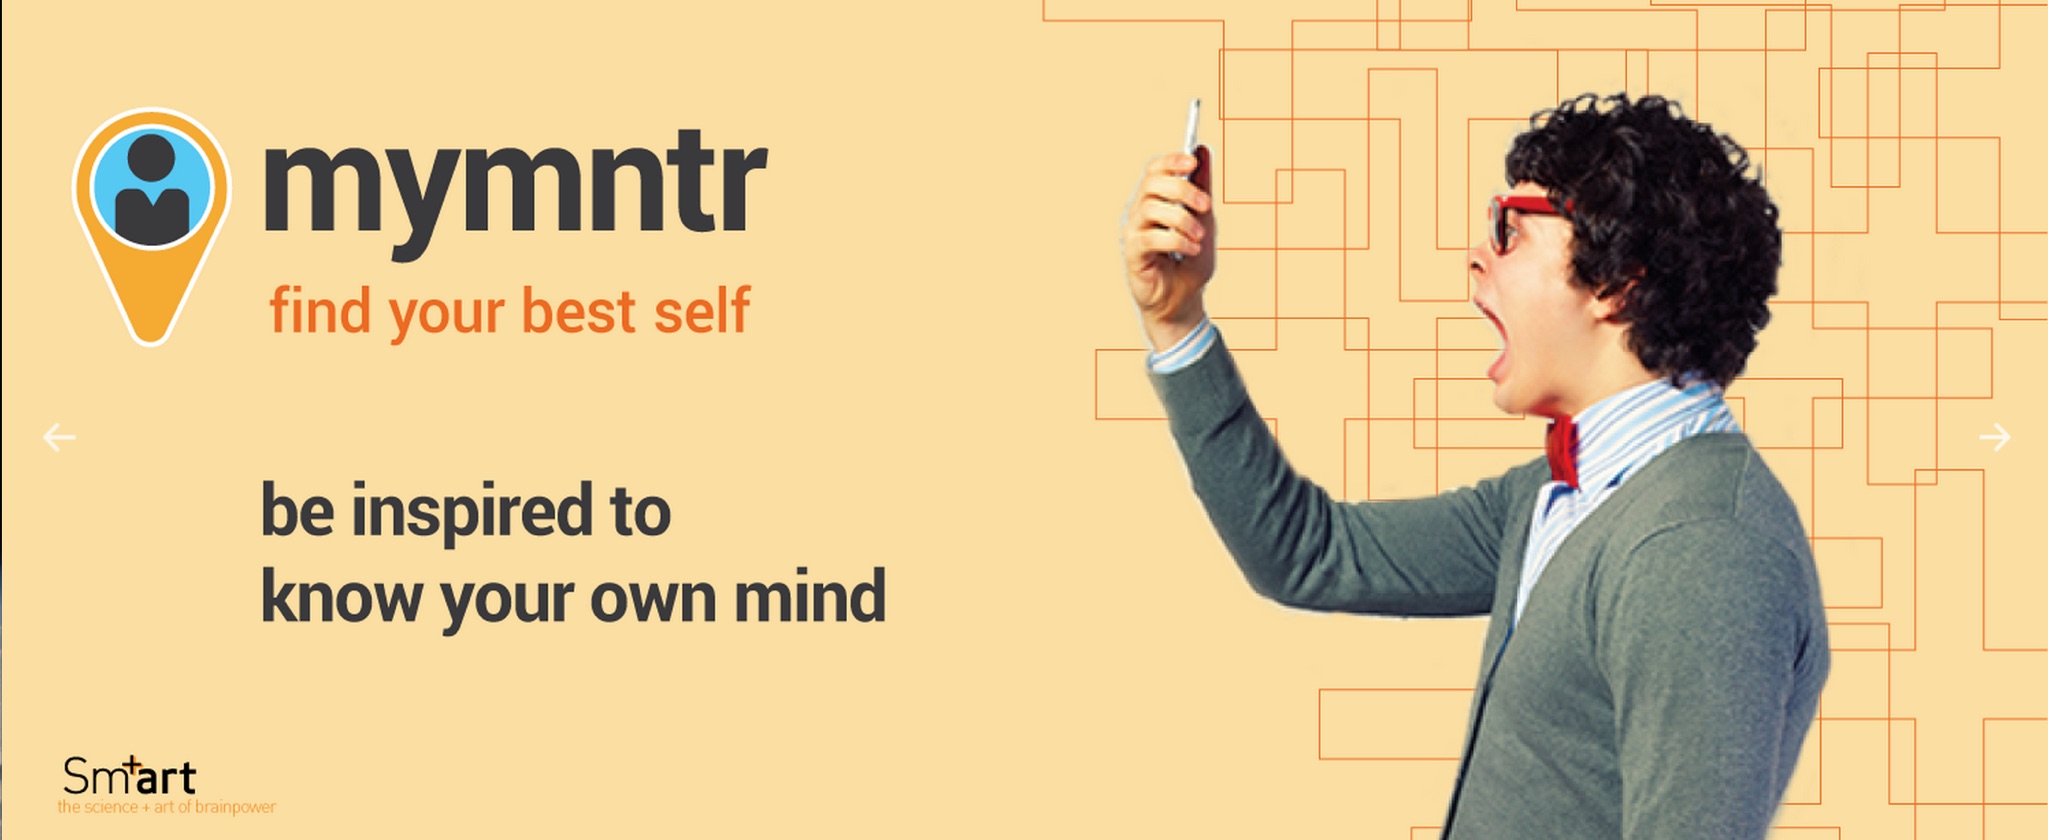 mymntr
find your best self
be inspired to
know your own mind
Sm+art
the science + art of brainpower